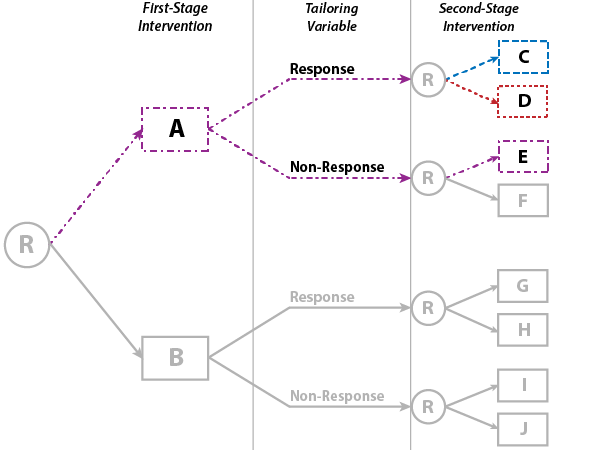 First-Stage
Intervention
Tailoring
Variable
Second-Stage
Intervention
Response
R
C
D
A
Non-Response
R
E
F
R
Response
R
G
H
B
Non-Response
R
I
J